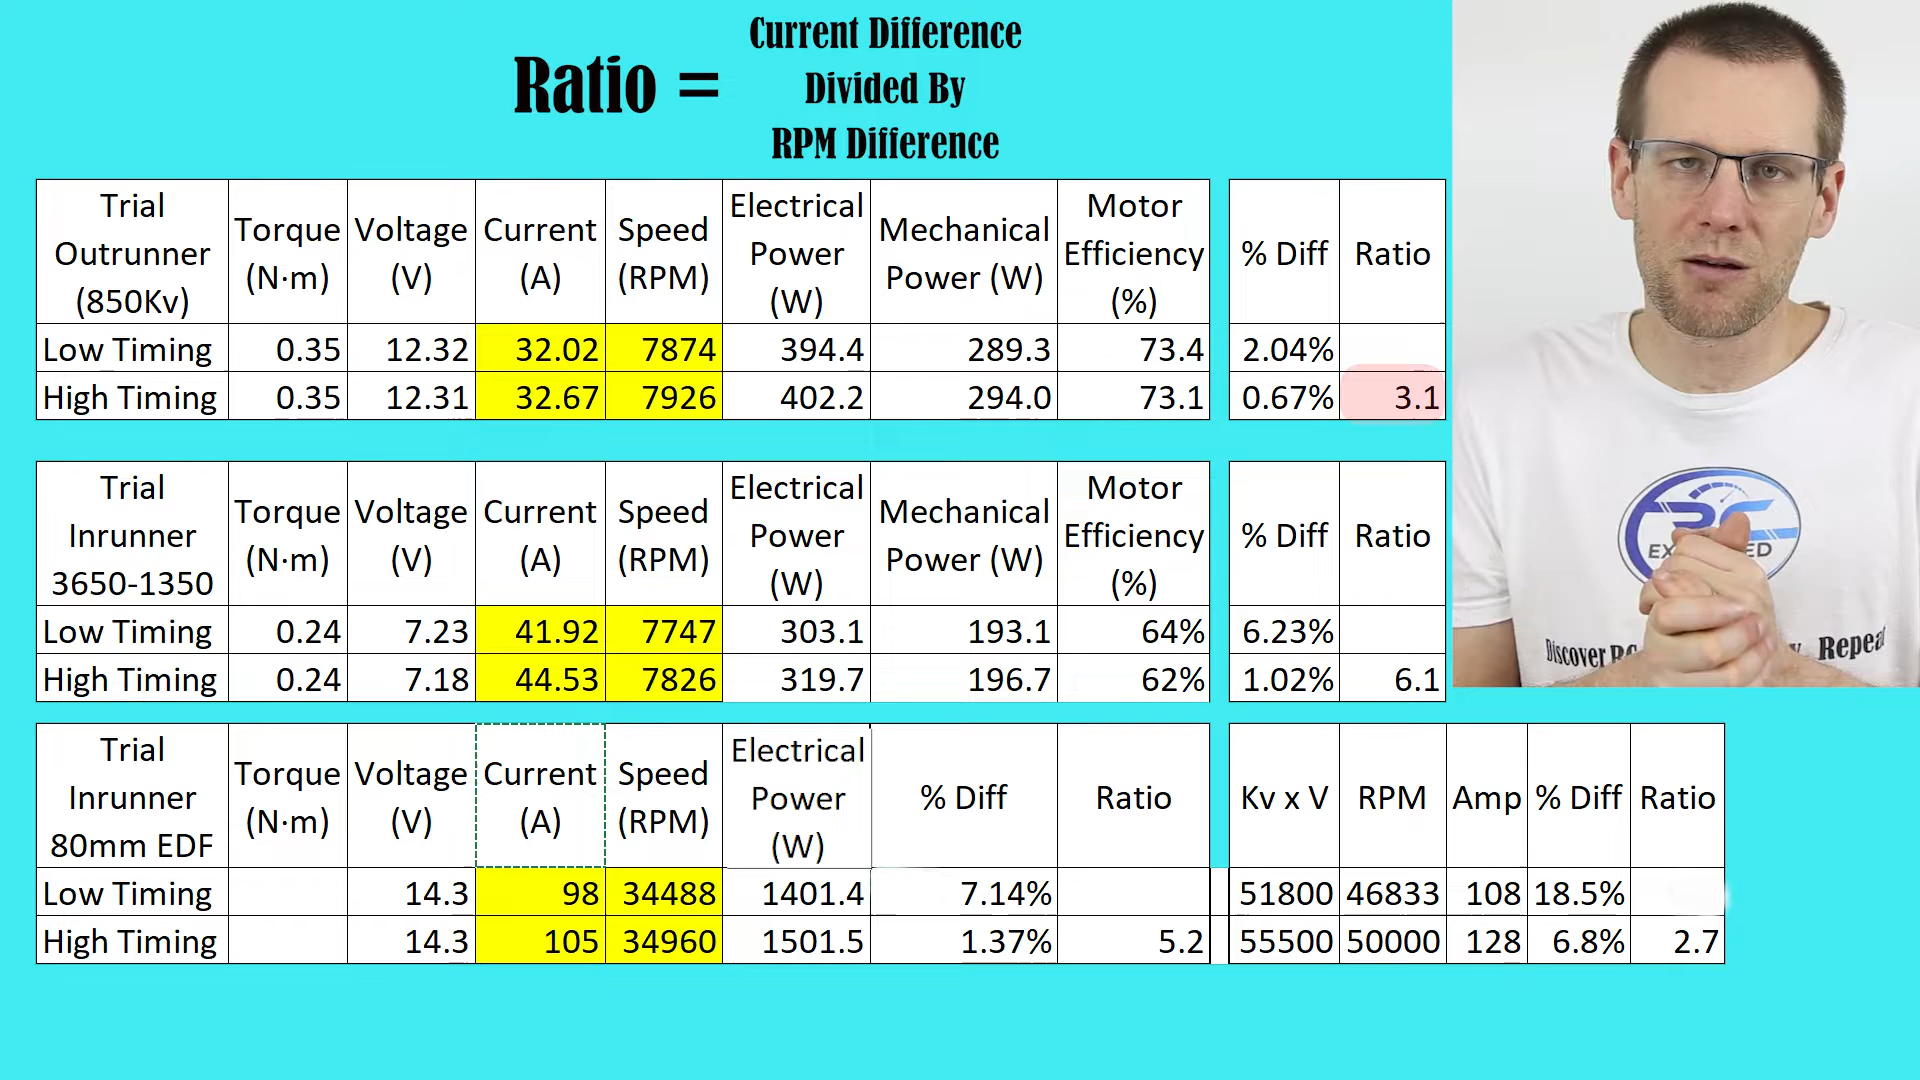 Ratio =
Current Difference
Divided By
RPM Difference
Trial Outrunner (850Kv) Torque (N·m) Voltage (V) Current (A) Speed (RPM) Electrical Power (W) Mechanical Power (W) Motor Efficiency (%) % Diff Ratio
Low Timing 0.35 12.32 32.02 7874 394.4 289.3 73.4 2.04%
High Timing 0.35 12.31 32.67 7926 402.2 294.0 73.1 0.67% 3.1
Trial Inrunner 3650-1350 Torque (N·m) Voltage (V) Current (A) Speed (RPM) Electrical Power (W) Mechanical Power (W) Motor Efficiency (%) % Diff Ratio
Low Timing 0.24 7.23 41.92 7747 303.1 193.1 64% 6.23%
High Timing 0.24 7.18 44.53 7826 319.7 196.7 62% 1.02% 6.1
Trial Inrunner 80mm EDF Torque (N·m) Voltage (V) Current (A) Speed (RPM) Electrical Power (W) % Diff Ratio Kv x V RPM Amp % Diff Ratio
Low Timing 14.3 98 34488 1401.4 7.14% 51800 46833 108 18.5%
High Timing 14.3 105 34960 1501.5 1.37% 5.2 55500 50000 128 6.8% 2.7
RC
Discover Repeat